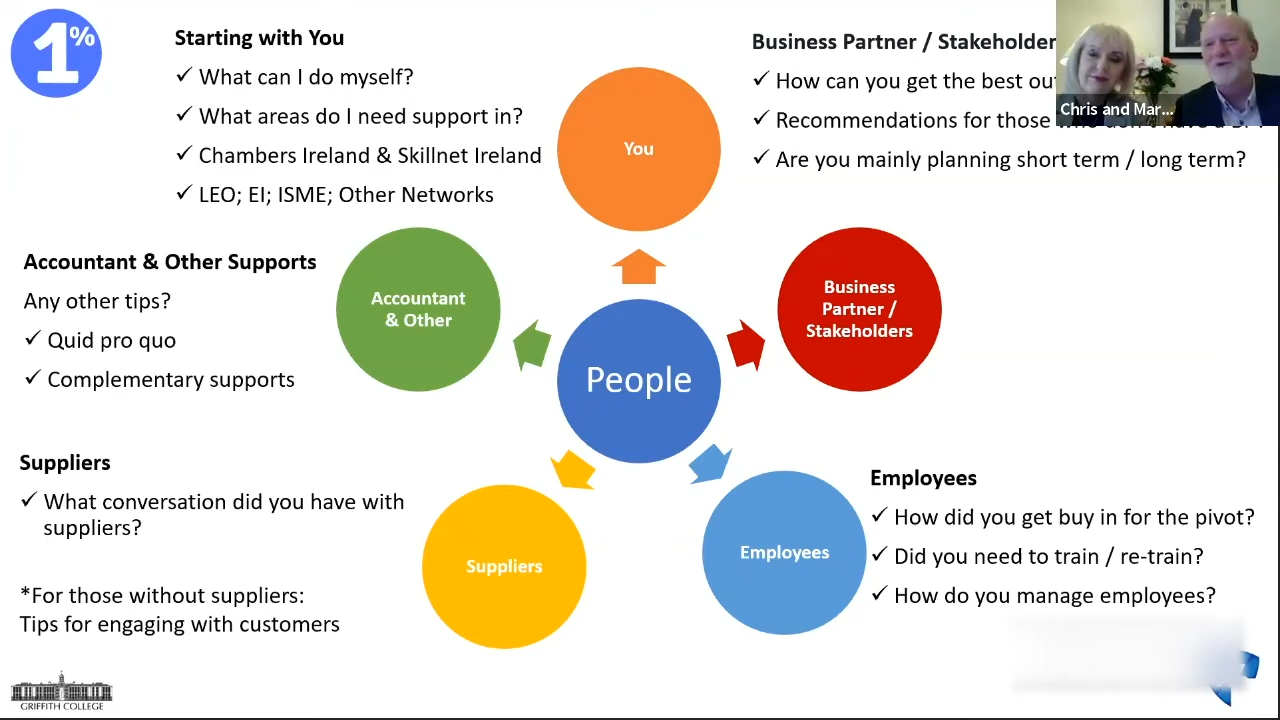 1%
Starting with You
✓ What can I do myself?
✓ What areas do I need support in?
✓ Chambers Ireland & Skillnet Ireland
✓ LEO; EI; ISME; Other Networks
Business Partner / Stakeholder
✓ How can you get the best ou
✓ Recommendations for those
✓ Are you mainly planning short term / long term?
Chris and Mar...
You
Accountant & Other Supports
Any other tips?
✓ Quid pro quo
✓ Complementary supports
Accountant
& Other
Business
Partner /
Stakeholders
People
Suppliers
✓ What conversation did you have with
suppliers?
*For those without suppliers:
Tips for engaging with customers
Suppliers
Employees
Employees
✓ How did you get buy in for the pivot?
✓ Did you need to train / re-train?
✓ How do you manage employees?
GRIFFITH COLLEGE